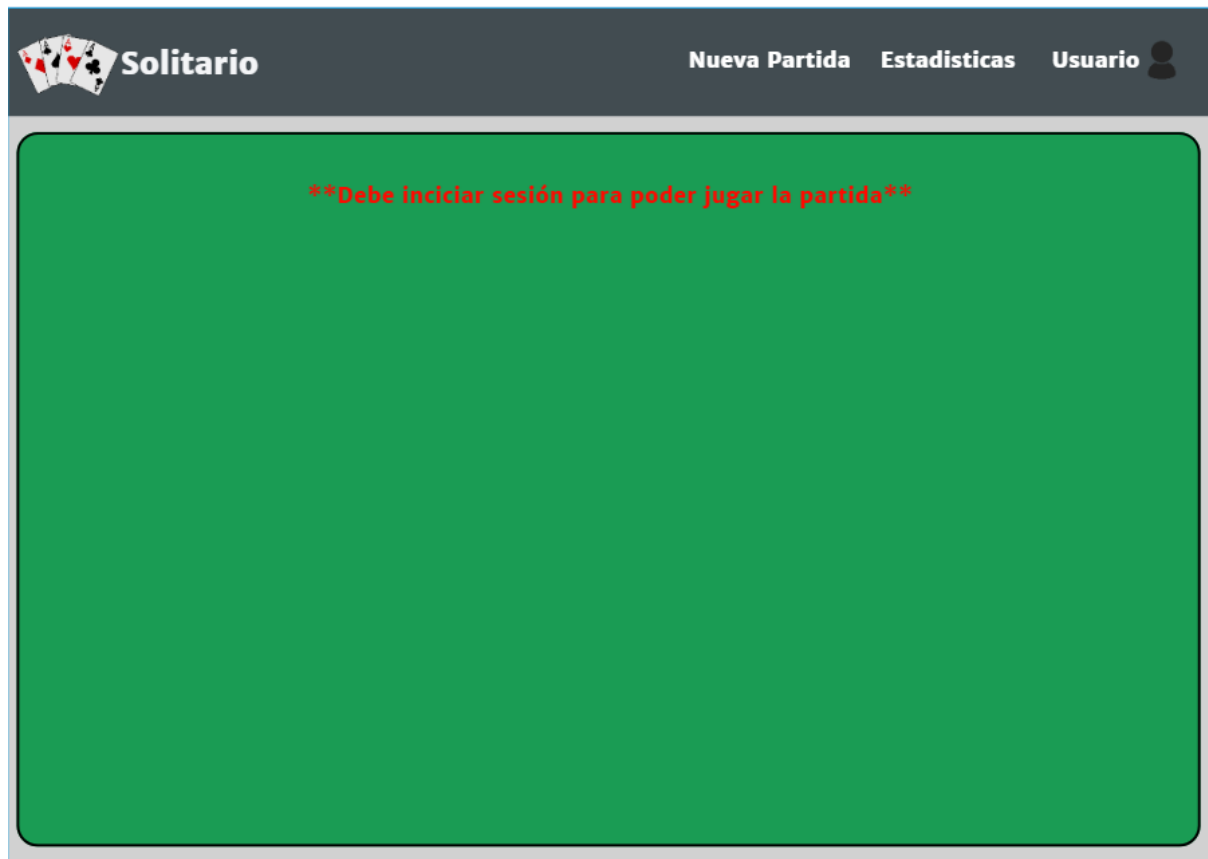 Solitario
Nueva Partida Estadisticas Usuario
**Debe inciciar sesión para poder jugar la partida**